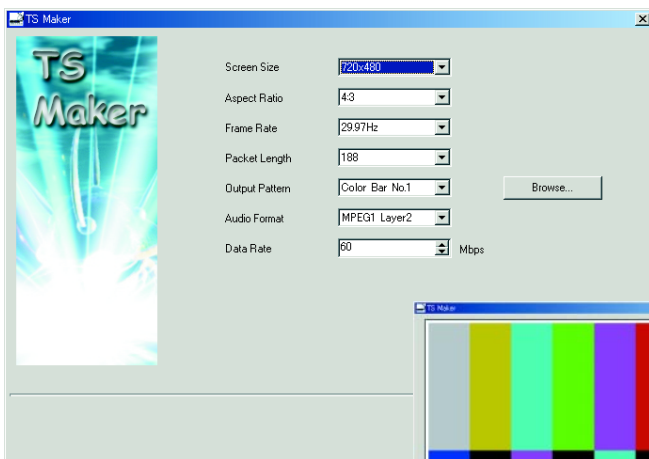 TS Maker
TS
Maker
Screen Size 720x480
Aspect Ratio 4:3
Frame Rate 29.97Hz
Packet Length 188
Output Pattern Color Bar No.1 Browse...
Audio Format MPEG1 Layer2
Data Rate 60 Mbps
TS Maker